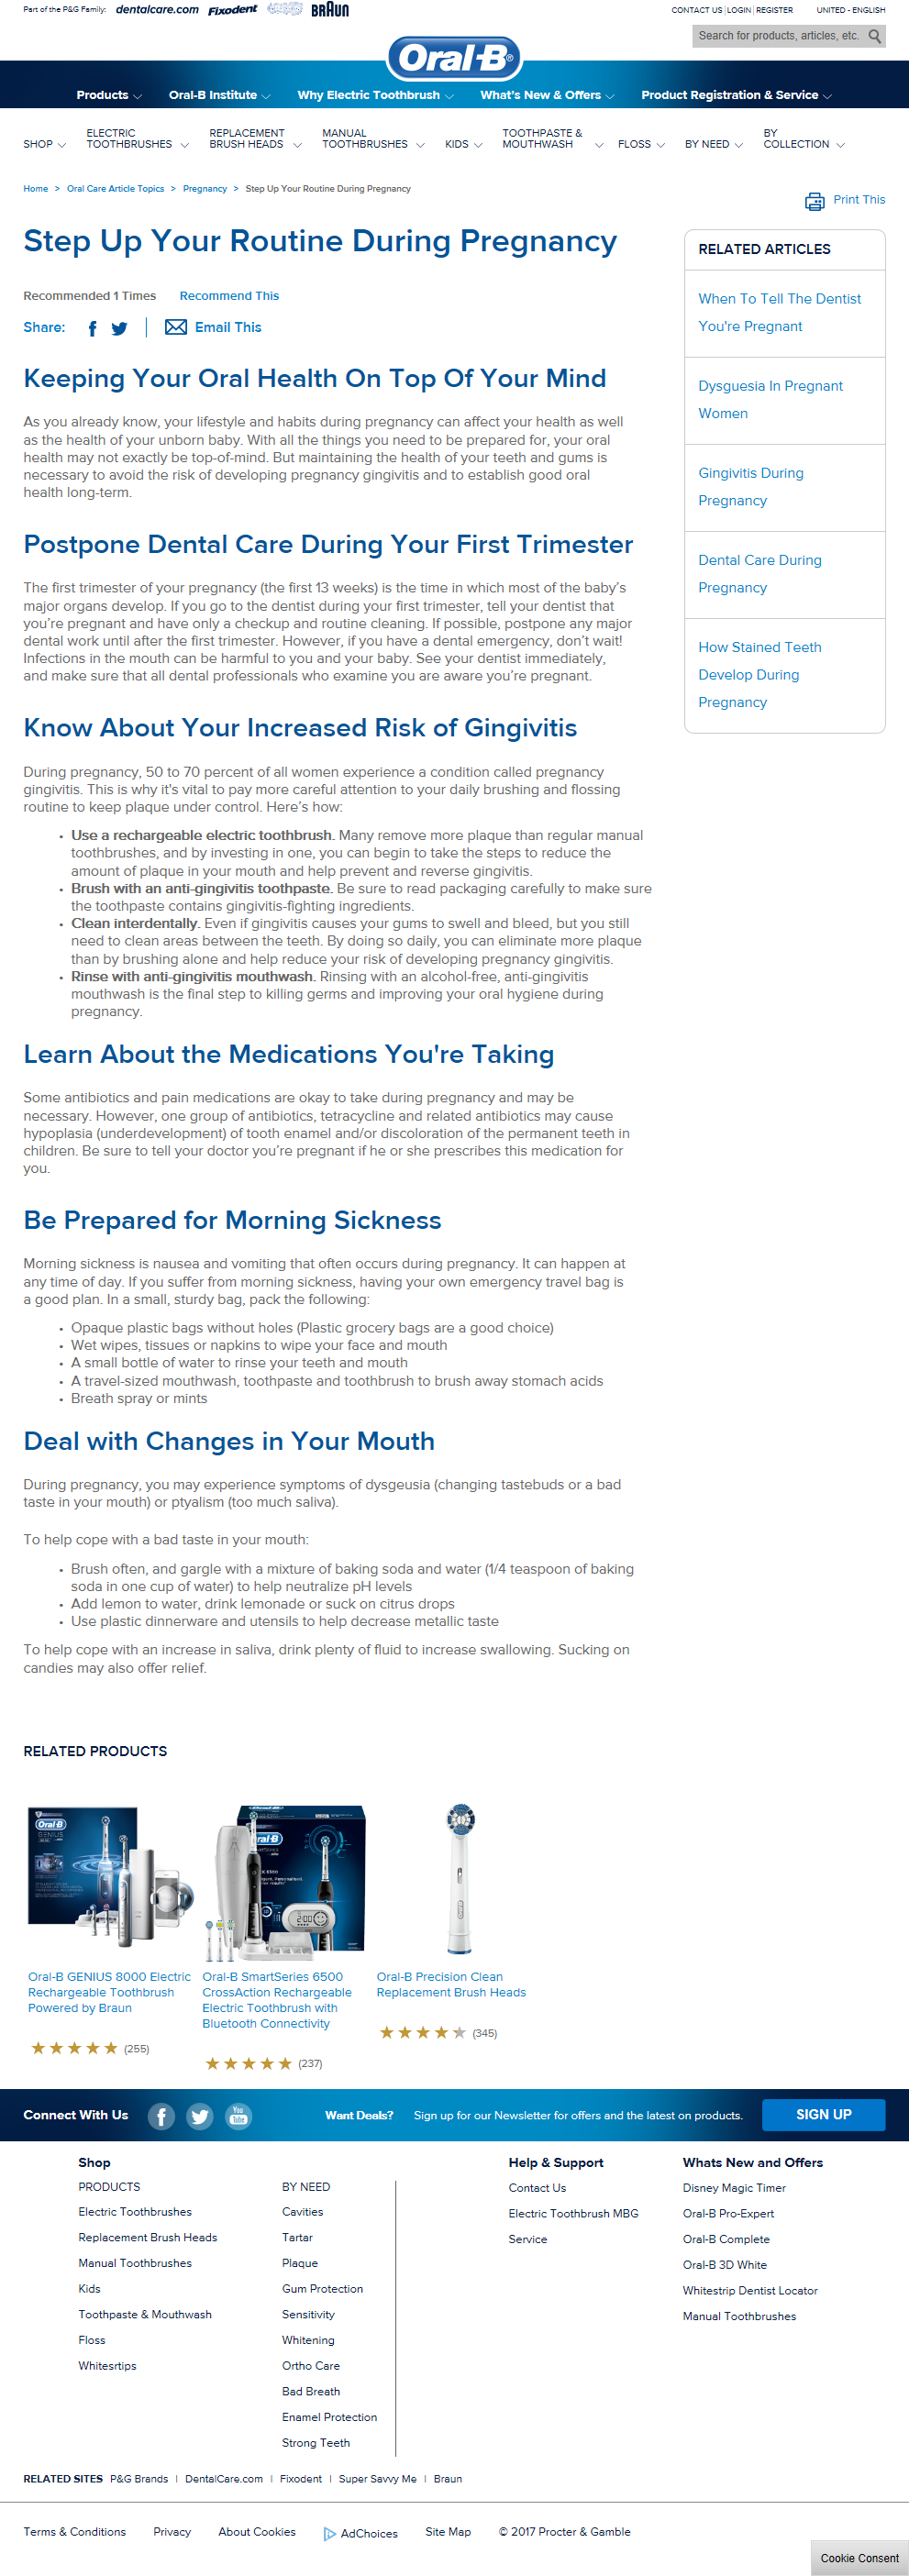 Part of the P&G Family: dentalcare.com Fixodent BRAUN
CONTACT US | LOGIN | REGISTER UNITED - ENGLISH
Search for products, articles, etc.
Oral-B
Products Oral-B Institute Why Electric Toothbrush What's New & Offers Product Registration & Service
SHOP ELECTRIC TOOTHBRUSHES REPLACEMENT BRUSH HEADS MANUAL TOOTHBRUSHES KIDS TOOTHPASTE & MOUTHWASH FLOSS BY NEED BY COLLECTION
Home > Oral Care Article Topics > Pregnancy > Step Up Your Routine During Pregnancy
Print This
Step Up Your Routine During Pregnancy
Recommended 1 Times Recommend This
Share: Email This
Keeping Your Oral Health On Top Of Your Mind
As you already know, your lifestyle and habits during pregnancy can affect your health as well
as the health of your unborn baby. With all the things you need to be prepared for, your oral
health may not exactly be top-of-mind. But maintaining the health of your teeth and gums is
necessary to avoid the risk of developing pregnancy gingivitis and to establish good oral
health long-term.
Postpone Dental Care During Your First Trimester
The first trimester of your pregnancy (the first 13 weeks) is the time in which most of the baby's
major organs develop. If you go to the dentist during your first trimester, tell your dentist that
you're pregnant and have only a checkup and routine cleaning. If possible, postpone any major
dental work until after the first trimester. However, if you have a dental emergency, don't wait!
Infections in the mouth can be harmful to you and your baby. See your dentist immediately,
and make sure that all dental professionals who examine you are aware you're pregnant.
Know About Your Increased Risk of Gingivitis
During pregnancy, 50 to 70 percent of all women experience a condition called pregnancy
gingivitis. This is why it's vital to pay more careful attention to your daily brushing and flossing
routine to keep plaque under control. Here's how:
• Use a rechargeable electric toothbrush. Many remove more plaque than regular manual
toothbrushes, and by investing in one, you can begin to take the steps to reduce the
amount of plaque in your mouth and help prevent and reverse gingivitis.
• Brush with an anti-gingivitis toothpaste. Be sure to read packaging carefully to make sure
the toothpaste contains gingivitis-fighting ingredients.
• Clean interdentally. Even if gingivitis causes your gums to swell and bleed, but you still
need to clean areas between the teeth. By doing so daily, you can eliminate more plaque
than by brushing alone and help reduce your risk of developing pregnancy gingivitis.
• Rinse with anti-gingivitis mouthwash. Rinsing with an alcohol-free, anti-gingivitis
mouthwash is the final step to killing germs and improving your oral hygiene during
pregnancy.
Learn About the Medications You're Taking
Some antibiotics and pain medications are okay to take during pregnancy and may be
necessary. However, one group of antibiotics, tetracycline and related antibiotics may cause
hypoplasia (underdevelopment) of tooth enamel and/or discoloration of the permanent teeth in
children. Be sure to tell your doctor you're pregnant if he or she prescribes this medication for
you.
Be Prepared for Morning Sickness
Morning sickness is nausea and vomiting that often occurs during pregnancy. It can happen at
any time of day. If you suffer from morning sickness, having your own emergency travel bag is
a good plan. In a small, sturdy bag, pack the following:
• Opaque plastic bags without holes (Plastic grocery bags are a good choice)
• Wet wipes, tissues or napkins to wipe your face and mouth
• A small bottle of water to rinse your teeth and mouth
• A travel-sized mouthwash, toothpaste and toothbrush to brush away stomach acids
• Breath spray or mints
Deal with Changes in Your Mouth
During pregnancy, you may experience symptoms of dysgeusia (changing tastebuds or a bad
taste in your mouth) or ptyalism (too much saliva).
To help cope with a bad taste in your mouth:
• Brush often, and gargle with a mixture of baking soda and water (1/4 teaspoon of baking
soda in one cup of water) to help neutralize pH levels
• Add lemon to water, drink lemonade or suck on citrus drops
• Use plastic dinnerware and utensils to help decrease metallic taste
To help cope with an increase in saliva, drink plenty of fluid to increase swallowing. Sucking on
candies may also offer relief.
RELATED ARTICLES
When To Tell The Dentist
You're Pregnant
Dysguesia In Pregnant
Women
Gingivitis During
Pregnancy
Dental Care During
Pregnancy
How Stained Teeth
Develop During
Pregnancy
RELATED PRODUCTS
Oral-B
GENIUS
Oral-B
Oral-B GENIUS 8000 Electric
Rechargeable Toothbrush
Powered by Braun
(255)
Oral-B SmartSeries 6500
CrossAction Rechargeable
Electric Toothbrush with
Bluetooth Connectivity
(237)
Oral-B Precision Clean
Replacement Brush Heads
(345)
Connect With Us You Tube Want Deals? Sign up for our Newsletter for offers and the latest on products. SIGN UP
Shop
PRODUCTS
Electric Toothbrushes
Replacement Brush Heads
Manual Toothbrushes
Kids
Toothpaste & Mouthwash
Floss
Whitesrtips
BY NEED
Cavities
Tartar
Plaque
Gum Protection
Sensitivity
Whitening
Ortho Care
Bad Breath
Enamel Protection
Strong Teeth
Help & Support
Contact Us
Electric Toothbrush MBG
Service
Whats New and Offers
Disney Magic Timer
Oral-B Pro-Expert
Oral-B Complete
Oral-B 3D White
Whitestrip Dentist Locator
Manual Toothbrushes
RELATED SITES P&G Brands | DentalCare.com | Fixodent | Super Savvy Me | Braun
Terms & Conditions Privacy About Cookies AdChoices Site Map © 2017 Procter & Gamble
Cookie Consent